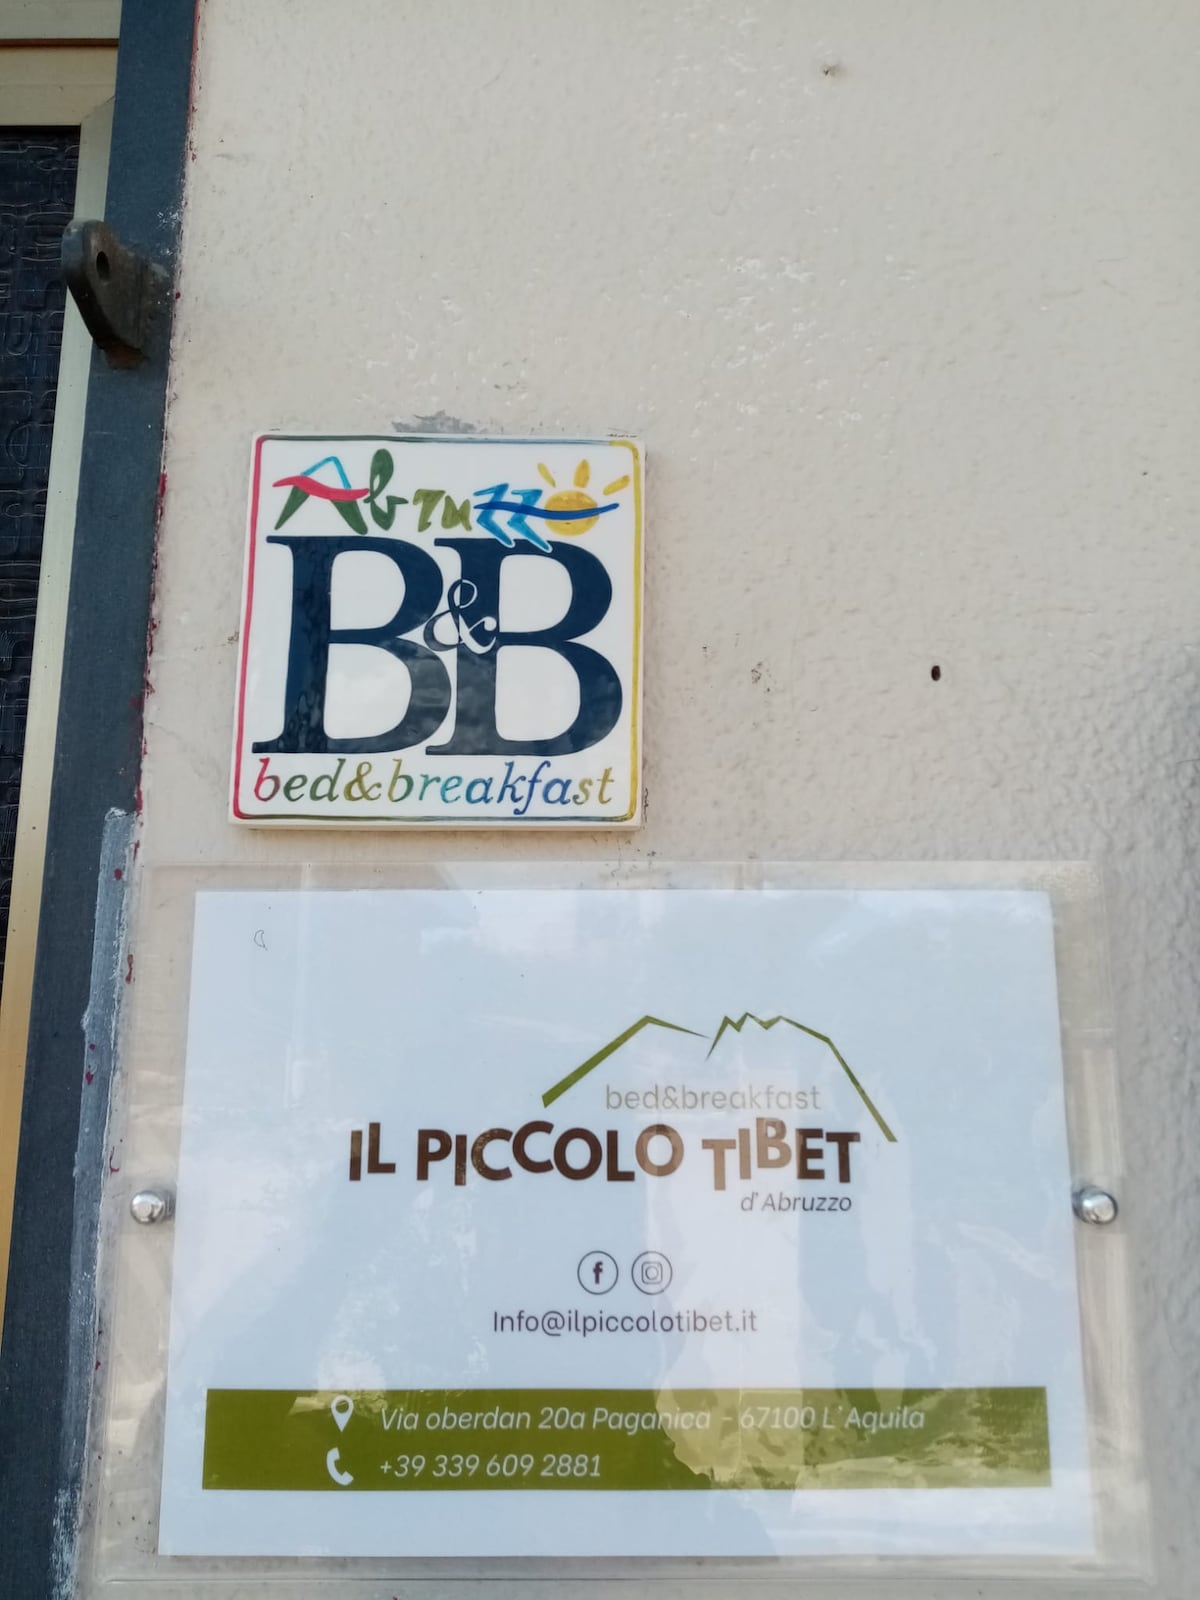 Abruzzo
B&B
bed&breakfast
bed&breakfast
IL PICCOLO TIBET
d'Abruzzo
Info@ilpiccolotibet.it
Via oberdan 20a Paganica - 67100 L'Aquila
+39 339 609 2881